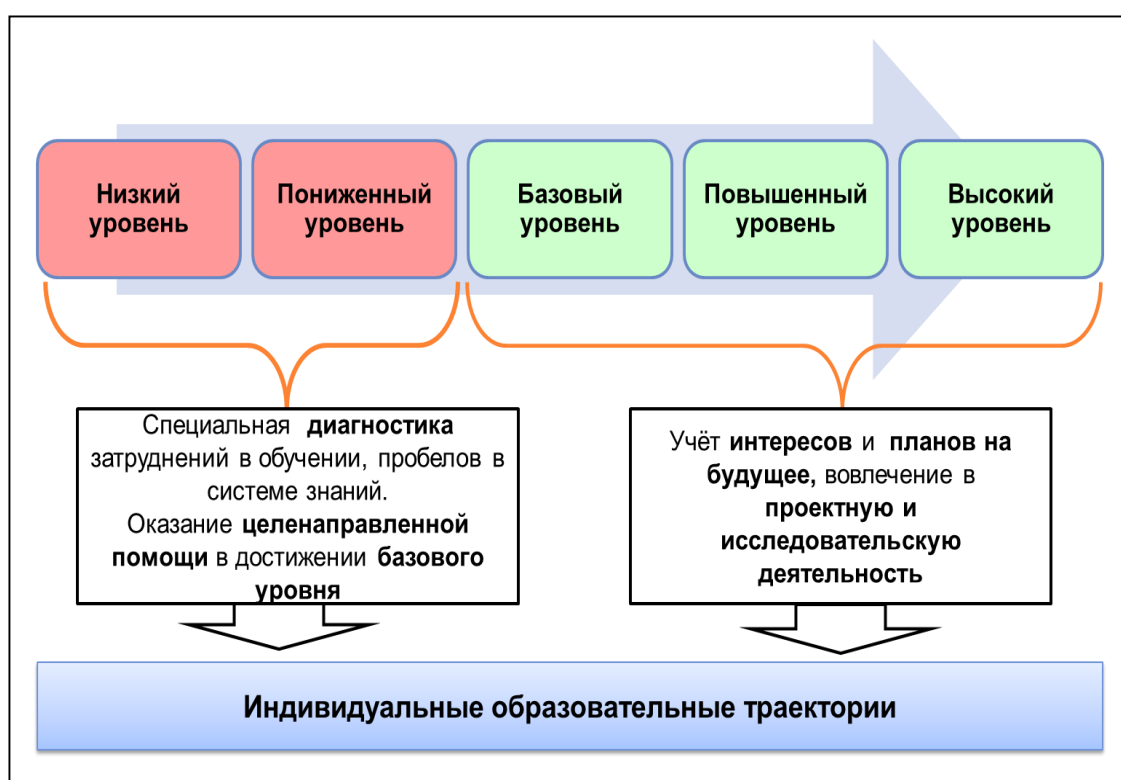 Низкий
уровень
Пониженный
уровень
Базовый
уровень
Повышенный
уровень
Высокий
уровень
Специальная диагностика
затруднений в обучении, пробелов в
системе знаний.
Оказание целенаправленной
помощи в достижении базового
уровня
Учёт интересов и планов на
будущее, вовлечение в
проектную и
исследовательскую
деятельность
Индивидуальные образовательные траектории